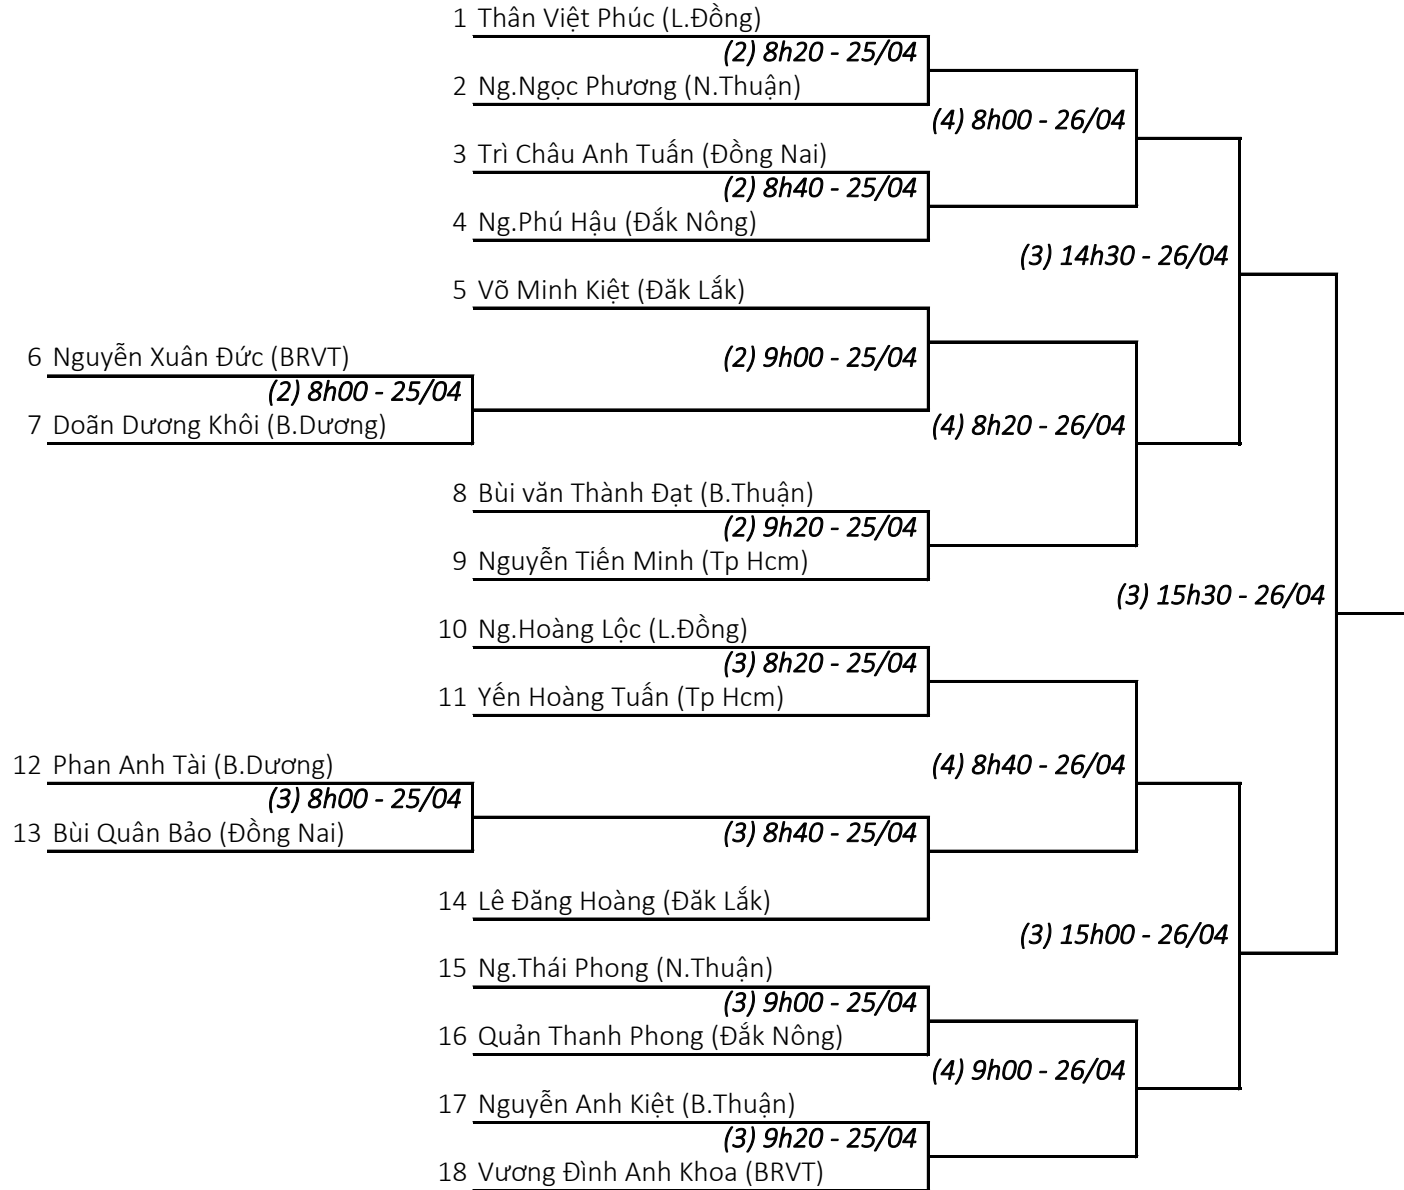 1 Thân Việt Phúc (L.Đồng)
(2) 8h20 - 25/04
2 Ng.Ngọc Phương (N.Thuận)
(4) 8h00 - 26/04
3 Trì Châu Anh Tuấn (Đồng Nai)
(2) 8h40 - 25/04
4 Ng.Phú Hậu (Đắk Nông)
(3) 14h30 - 26/04
5 Võ Minh Kiệt (Đăk Lắk)
6 Nguyễn Xuân Đức (BRVT)
(2) 9h00 - 25/04
(2) 8h00 - 25/04
7 Doãn Dương Khôi (B.Dương)
(4) 8h20 - 26/04
8 Bùi văn Thành Đạt (B.Thuận)
(2) 9h20 - 25/04
9 Nguyễn Tiến Minh (Tp Hcm)
(3) 15h30 - 26/04
10 Ng.Hoàng Lộc (L.Đồng)
(3) 8h20 - 25/04
11 Yến Hoàng Tuấn (Tp Hcm)
12 Phan Anh Tài (B.Dương)
(4) 8h40 - 26/04
(3) 8h00 - 25/04
13 Bùi Quân Bảo (Đồng Nai)
(3) 8h40 - 25/04
14 Lê Đăng Hoàng (Đăk Lắk)
(3) 15h00 - 26/04
15 Ng.Thái Phong (N.Thuận)
(3) 9h00 - 25/04
16 Quản Thanh Phong (Đắk Nông)
(4) 9h00 - 26/04
17 Nguyễn Anh Kiệt (B.Thuận)
(3) 9h20 - 25/04
18 Vương Đình Anh Khoa (BRVT)